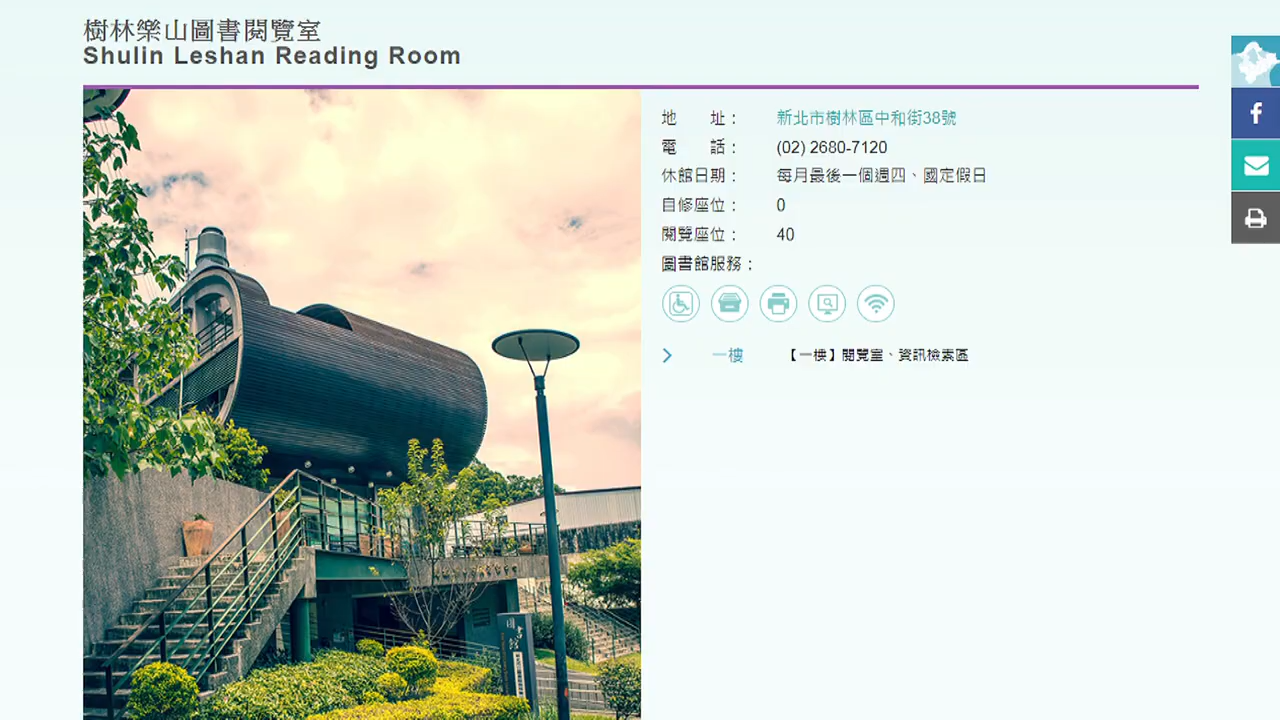 樹林樂山圖書閱覽室
Shulin Leshan Reading Room
地 址： 新北市樹林區中和街38號
電 話： (02) 2680-7120
休館日期： 每月最後一個週四、國定假日
自修座位： 0
閱覽座位： 40
圖書館服務：
一樓 【一樓】閱覽室、資訊檢索區
圖書館